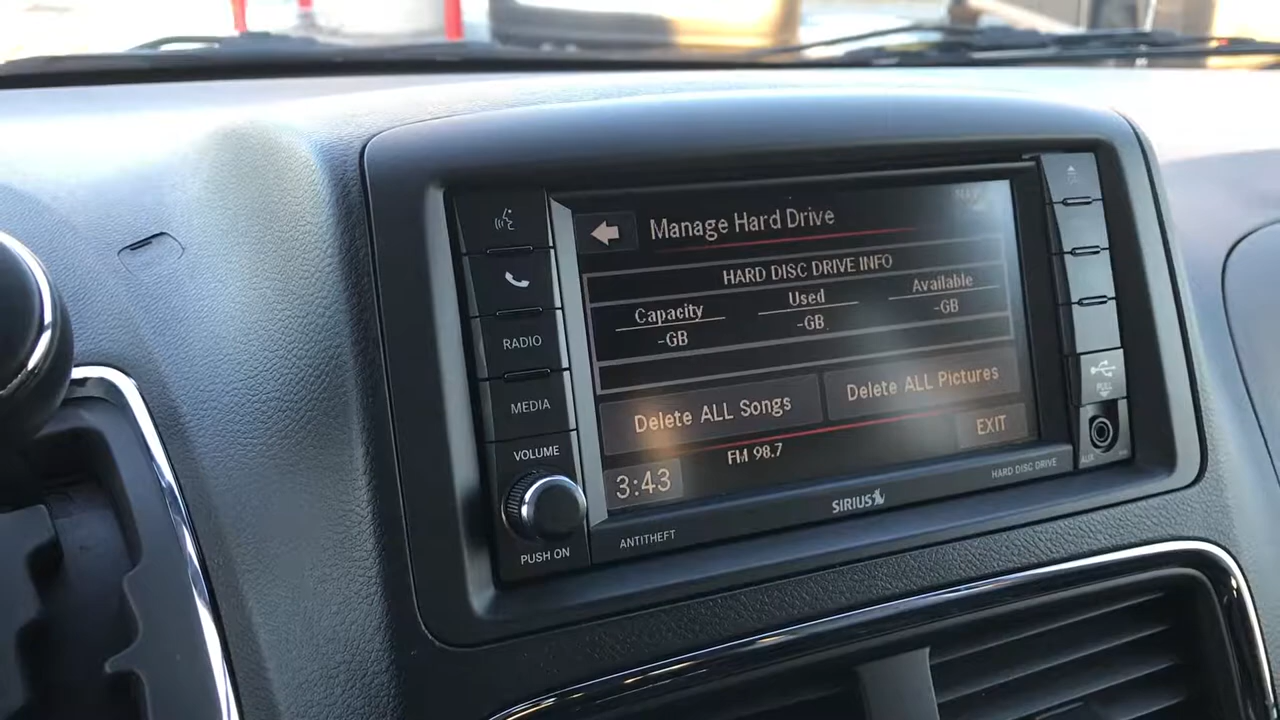 Manage Hard Drive
HARD DISC DRIVE INFO
Capacity Used Available
-GB -GB -GB
Delete ALL Songs Delete ALL Pictures
FM 98.7 EXIT
3:43
RADIO
MEDIA
VOLUME
PUSH ON
ANTITHEFT
SIRIUS
HARD DISC DRIVE
PULL
AUX